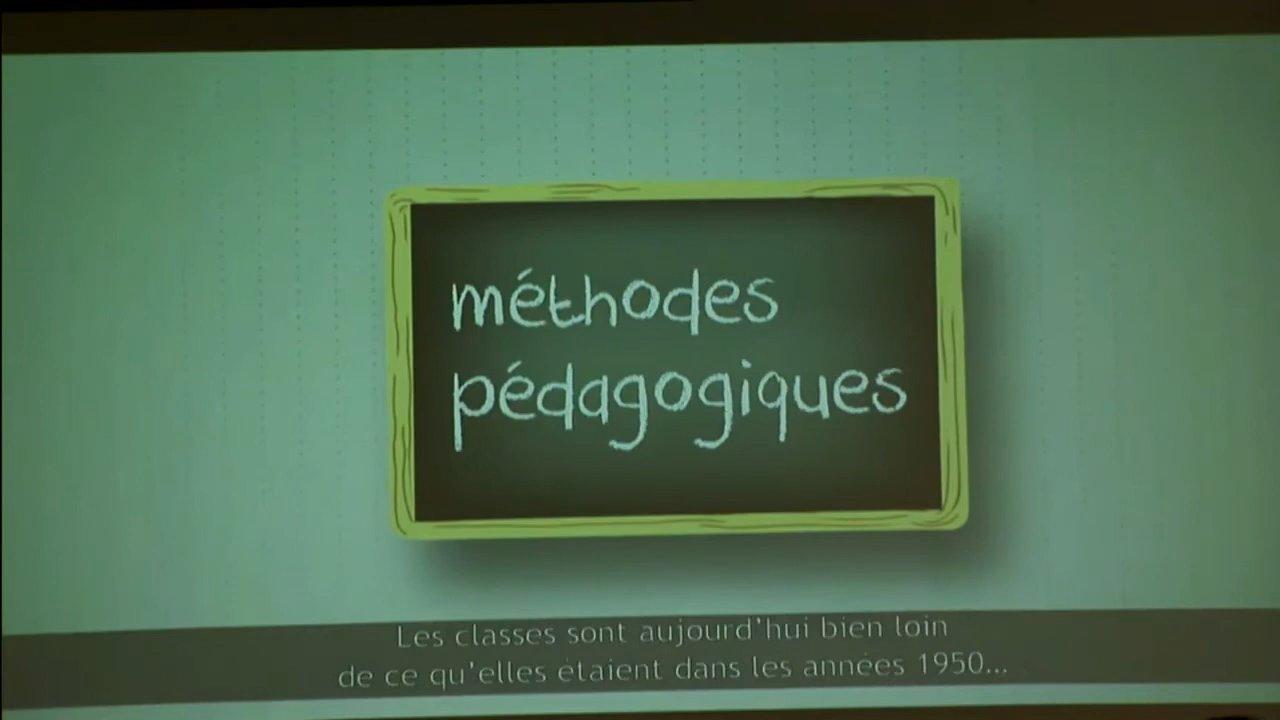 méthodes
pédagogiques
Les classes sont aujourd'hui bien loin
de ce qu'elles étaient dans les années 1950...